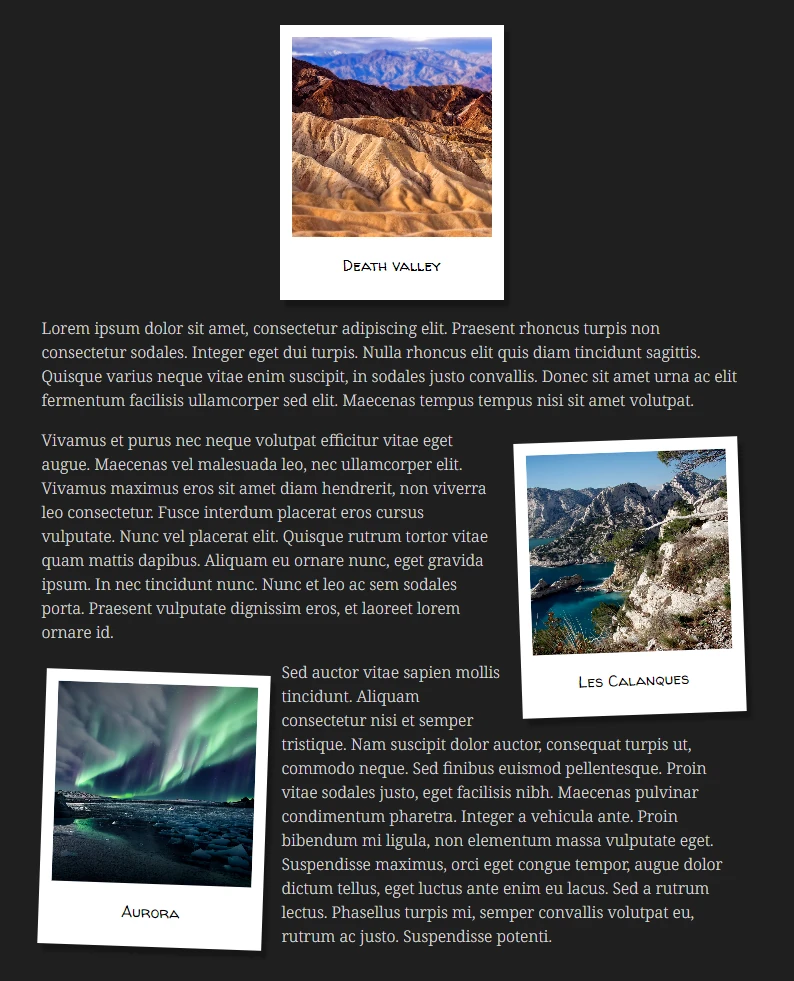 Death valley
Lorem ipsum dolor sit amet, consectetur adipiscing elit. Praesent rhoncus turpis non
consectetur sodales. Integer eget dui turpis. Nulla rhoncus elit quis diam tincidunt sagittis.
Quisque varius neque vitae enim suscipit, in sodales justo convallis. Donec sit amet urna ac elit
fermentum facilisis ullamcorper sed elit. Maecenas tempus tempus nisi sit amet volutpat.
Vivamus et purus nec neque volutpat efficitur vitae eget
augue. Maecenas vel malesuada leo, nec ullamcorper elit.
Vivamus maximus eros sit amet diam hendrerit, non viverra
leo consectetur. Fusce interdum placerat eros cursus
vulputate. Nunc vel placerat elit. Quisque rutrum tortor vitae
quam mattis dapibus. Aliquam eu ornare nunc, eget gravida
ipsum. In nec tincidunt nunc. Nunc et leo ac sem sodales
porta. Praesent vulputate dignissim eros, et laoreet lorem
ornare id.
Les Calanques
Sed auctor vitae sapien mollis
tincidunt. Aliquam
consectetur nisi et semper
tristique. Nam suscipit dolor auctor, consequat turpis ut,
commodo neque. Sed finibus euismod pellentesque. Proin
vitae sodales justo, eget facilisis nibh. Maecenas pulvinar
condimentum pharetra. Integer a vehicula ante. Proin
bibendum mi ligula, non elementum massa vulputate eget.
Suspendisse maximus, orci eget congue tempor, augue dolor
dictum tellus, eget luctus ante enim eu lacus. Sed a rutrum
lectus. Phasellus turpis mi, semper convallis volutpat eu,
rutrum ac justo. Suspendisse potenti.
Aurora